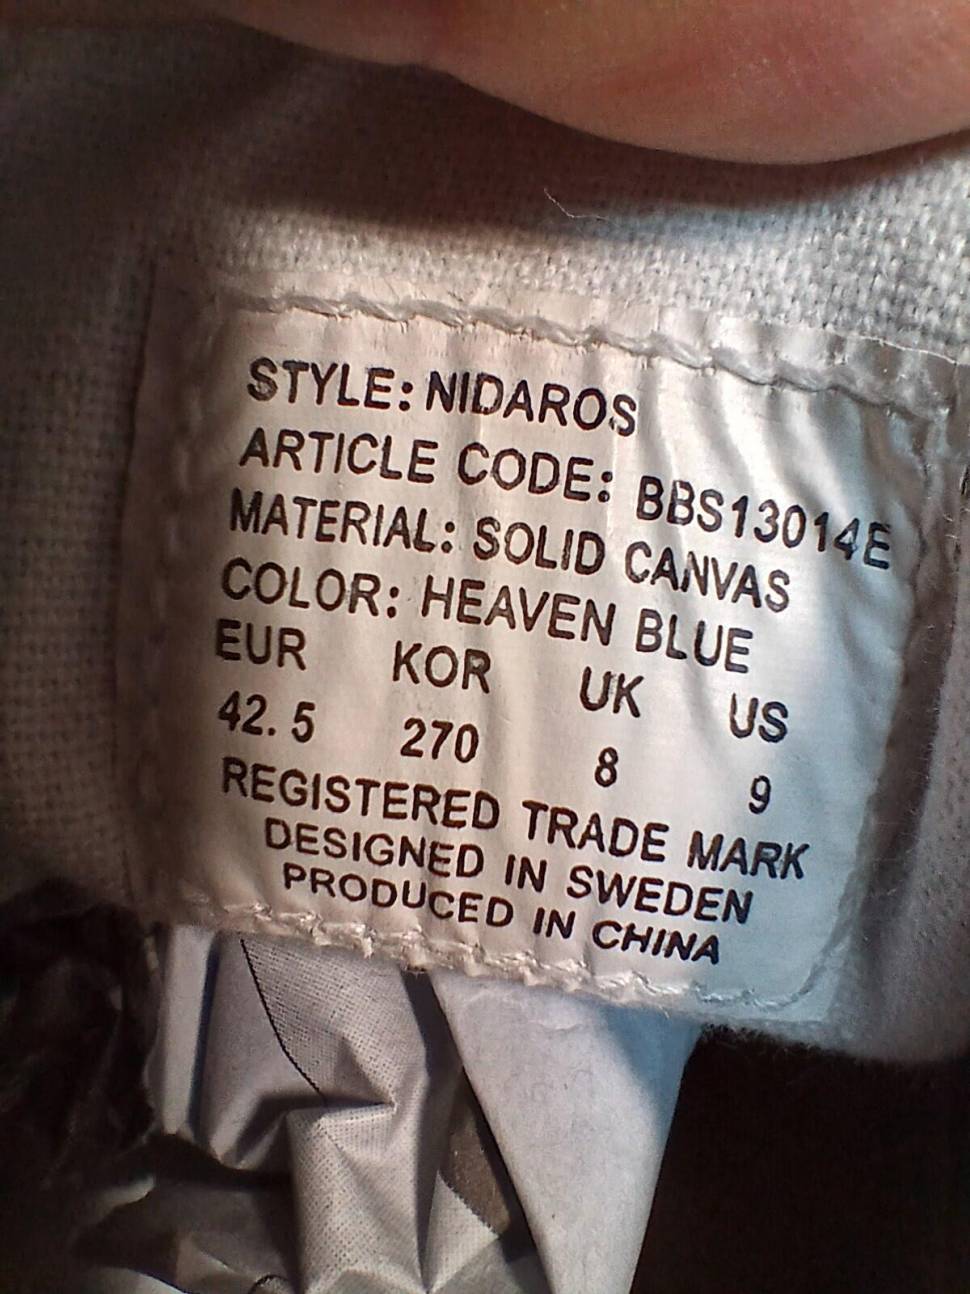 STYLE: NIDAROS
ARTICLE CODE: BBS13014E
MATERIAL: SOLID CANVAS
COLOR: HEAVEN BLUE
EUR KOR UK US
42.5 270 8 9
REGISTERED TRADE MARK
DESIGNED IN SWEDEN
PRODUCED IN CHINA